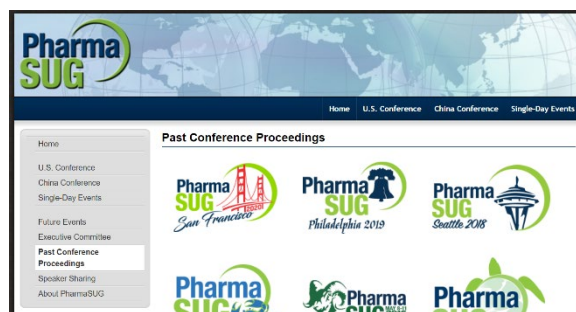 Pharma
SUG
Home U.S. Conference China Conference Single-Day Events
Home
U.S. Conference
China Conference
Single-Day Events
Future Events
Executive Committee
Past Conference
Proceedings
Speaker Sharing
About PharmaSUG
Past Conference Proceedings
Pharma
SUG
2020
San Francisco
Pharma
SUG
Philadelphia 2019
Pharma
SUG
Seattle 2018
Pharma
SUG
Pharma
SUG
Pharma